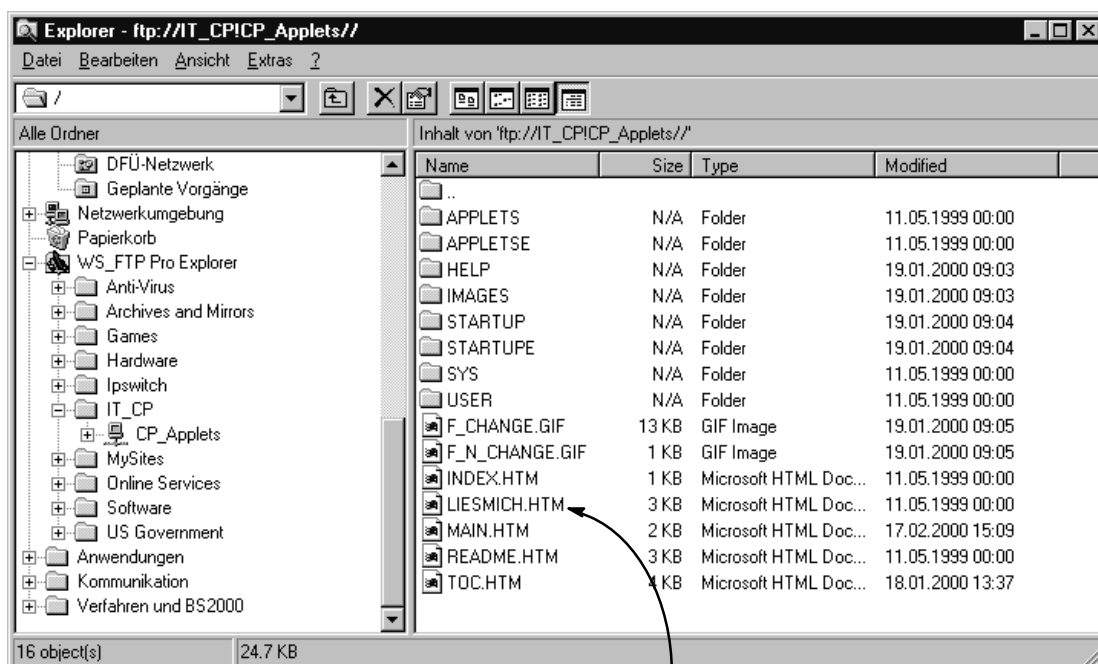 Explorer - ftp://IT_CP!CP_Applets//
Datei Bearbeiten Ansicht Extras ?
/
Alle Ordner
Inhalt von 'ftp://IT_CP!CP_Applets//'
DFÜ-Netzwerk
Geplante Vorgänge
Netzwerkumgebung
Papierkorb
WS_FTP Pro Explorer
Anti-Virus
Archives and Mirrors
Games
Hardware
Ipswitch
IT_CP
CP_Applets
MySites
Online Services
Software
US Government
Anwendungen
Kommunikation
Verfahren und BS2000
Name Size Type Modified
..
APPLETS N/A Folder 11.05.1999 00:00
APPLETSE N/A Folder 11.05.1999 00:00
HELP N/A Folder 19.01.2000 09:03
IMAGES N/A Folder 19.01.2000 09:03
STARTUP N/A Folder 19.01.2000 09:04
STARTUPE N/A Folder 19.01.2000 09:04
SYS N/A Folder 11.05.1999 00:00
USER N/A Folder 11.05.1999 00:00
F_CHANGE.GIF 13 KB GIF Image 19.01.2000 09:05
F_N_CHANGE.GIF 1 KB GIF Image 19.01.2000 09:05
INDEX.HTM 1 KB Microsoft HTML Doc... 11.05.1999 00:00
LIESMICH.HTM 3 KB Microsoft HTML Doc... 11.05.1999 00:00
MAIN.HTM 2 KB Microsoft HTML Doc... 17.02.2000 15:09
README.HTM 3 KB Microsoft HTML Doc... 11.05.1999 00:00
TOC.HTM 4 KB Microsoft HTML Doc... 18.01.2000 13:37
16 object(s) 24.7 KB